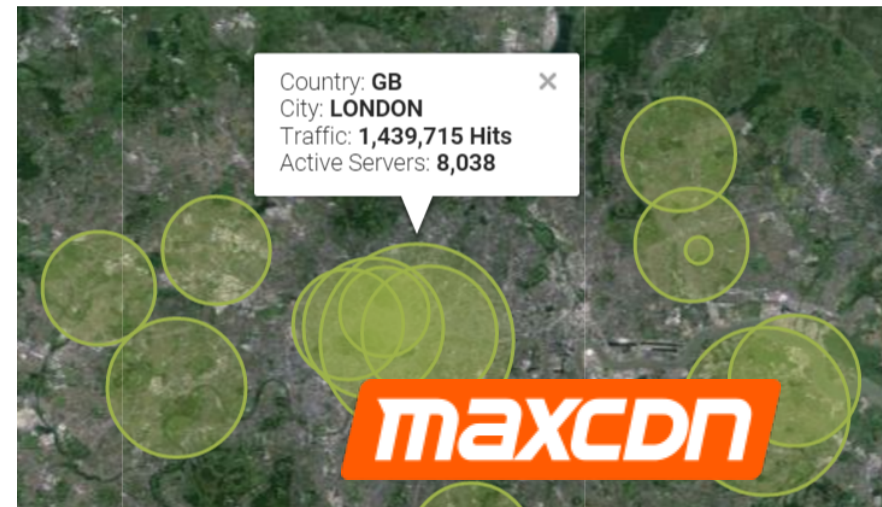 Country: GB
City: LONDON
Traffic: 1,439,715 Hits
Active Servers: 8,038
×
maxcdn